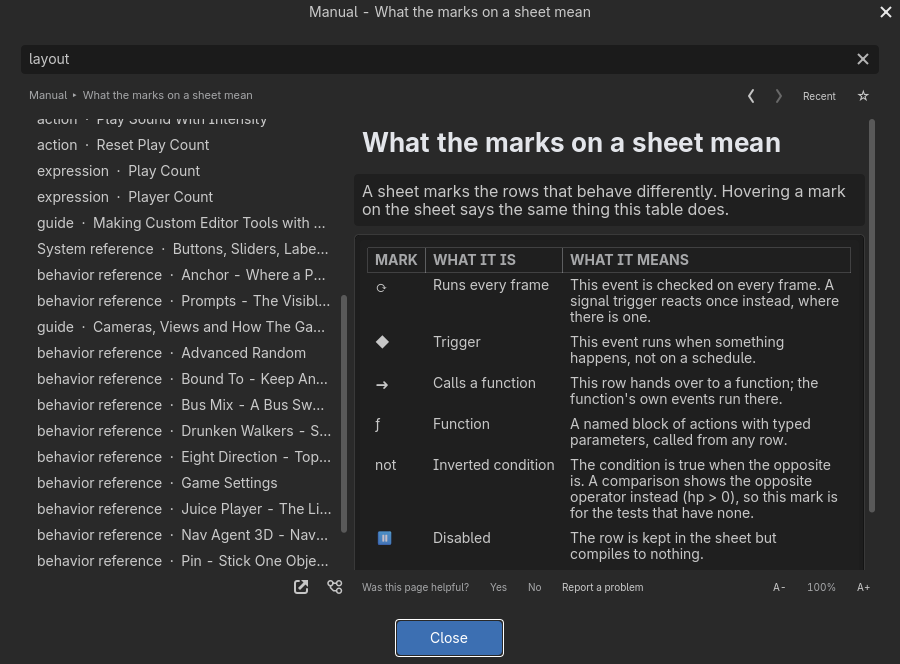 Manual - What the marks on a sheet mean
layout
Manual ▸ What the marks on a sheet mean
Recent
action · Play Sound With Intensity
action · Reset Play Count
expression · Play Count
expression · Player Count
guide · Making Custom Editor Tools with ...
System reference · Buttons, Sliders, Labe...
behavior reference · Anchor - Where a P...
behavior reference · Prompts - The Visibl...
guide · Cameras, Views and How The Ga...
behavior reference · Advanced Random
behavior reference · Bound To - Keep An...
behavior reference · Bus Mix - A Bus Sw...
behavior reference · Drunken Walkers - S...
behavior reference · Eight Direction - Top...
behavior reference · Game Settings
behavior reference · Juice Player - The Li...
behavior reference · Nav Agent 3D - Nav...
behavior reference · Pin - Stick One Obje...
What the marks on a sheet mean
A sheet marks the rows that behave differently. Hovering a mark
on the sheet says the same thing this table does.
MARK WHAT IT IS WHAT IT MEANS
⟳ Runs every frame This event is checked on every frame. A
signal trigger reacts once instead, where
there is one.
◆ Trigger This event runs when something
happens, not on a schedule.
→ Calls a function This row hands over to a function; the
function's own events run there.
ƒ Function A named block of actions with typed
parameters, called from any row.
not Inverted condition The condition is true when the opposite
is. A comparison shows the opposite
operator instead (hp > 0), so this mark is
for the tests that have none.
⏸ Disabled The row is kept in the sheet but
compiles to nothing.
Was this page helpful? Yes No Report a problem A- 100% A+
Close